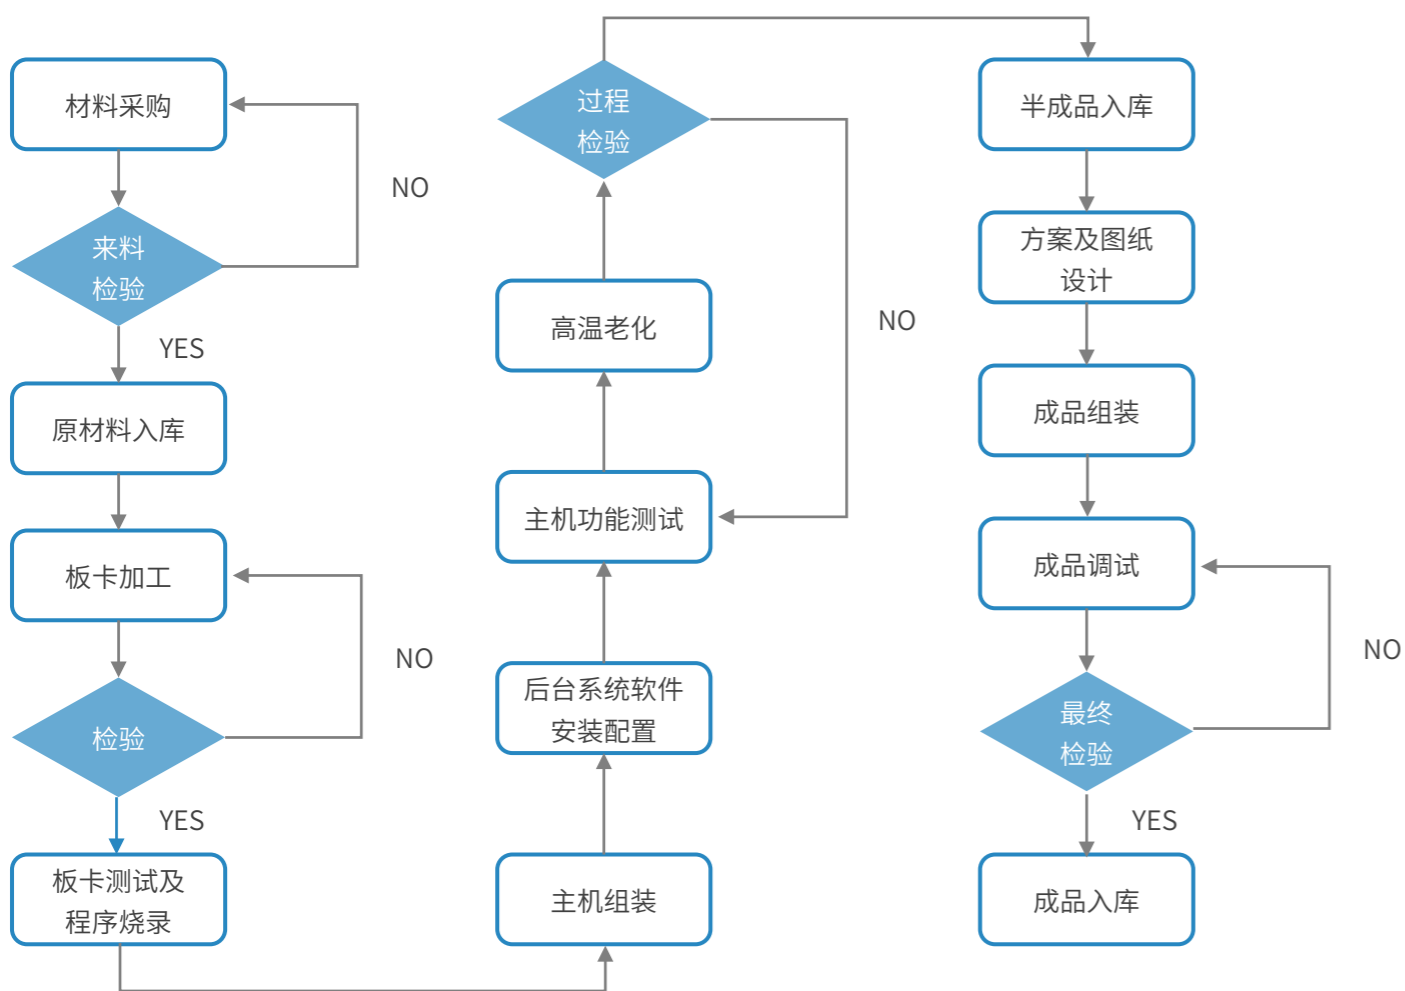 材料采购
NO
来料
检验
YES
原材料入库
板卡加工
NO
检验
YES
板卡测试及
程序烧录
过程
检验
NO
高温老化
主机功能测试
后台系统软件
安装配置
主机组装
半成品入库
方案及图纸
设计
成品组装
成品调试
NO
最终
检验
YES
成品入库